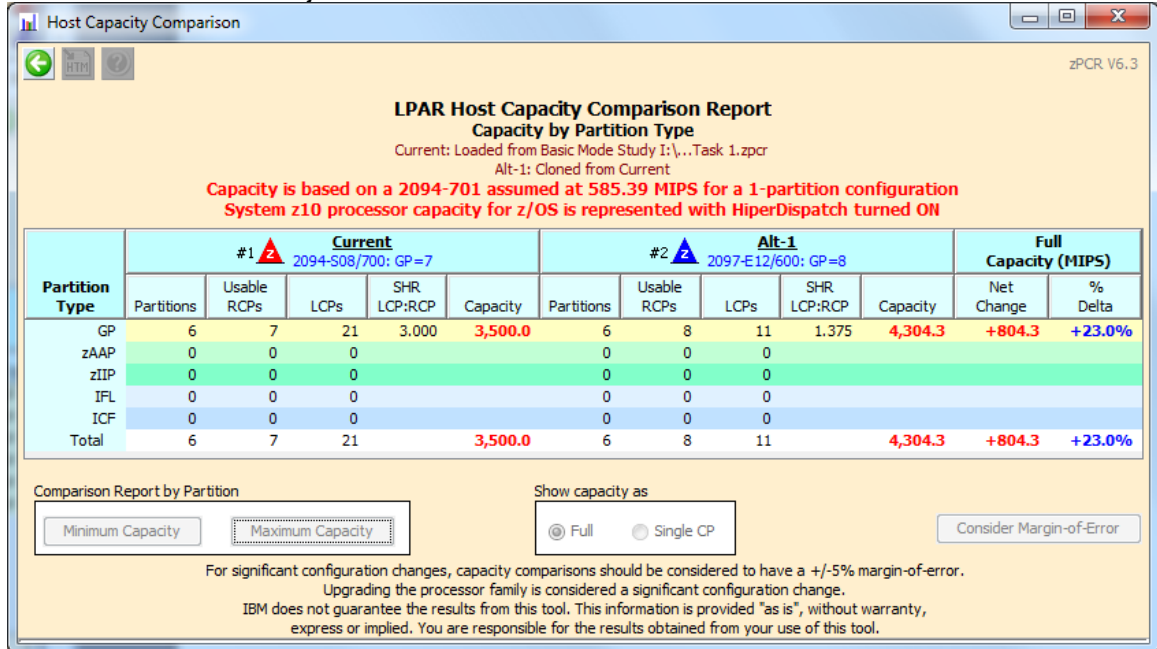 Host Capacity Comparison
HTM ? zPCR V6.3
LPAR Host Capacity Comparison Report
Capacity by Partition Type
Current: Loaded from Basic Mode Study I:\...Task 1.zpcr
Alt-1: Cloned from Current
Capacity is based on a 2094-701 assumed at 585.39 MIPS for a 1-partition configuration
System z10 processor capacity for z/OS is represented with HiperDispatch turned ON
Partition Type
#1 z Current
2094-S08/700: GP=7
#2 z Alt-1
2097-E12/600: GP=8
Full
Capacity (MIPS)
Partitions Usable RCPs LCPs SHR LCP:RCP Capacity Partitions Usable RCPs LCPs SHR LCP:RCP Capacity Net Change % Delta
GP 6 7 21 3.000 3,500.0 6 8 11 1.375 4,304.3 +804.3 +23.0%
zAAP 0 0 0 0 0 0
zIIP 0 0 0 0 0 0
IFL 0 0 0 0 0 0
ICF 0 0 0 0 0 0
Total 6 7 21 3,500.0 6 8 11 4,304.3 +804.3 +23.0%
Comparison Report by Partition
Minimum Capacity Maximum Capacity
Show capacity as
Full Single CP
Consider Margin-of-Error
For significant configuration changes, capacity comparisons should be considered to have a +/-5% margin-of-error.
Upgrading the processor family is considered a significant configuration change.
IBM does not guarantee the results from this tool. This information is provided "as is", without warranty,
express or implied. You are responsible for the results obtained from your use of this tool.